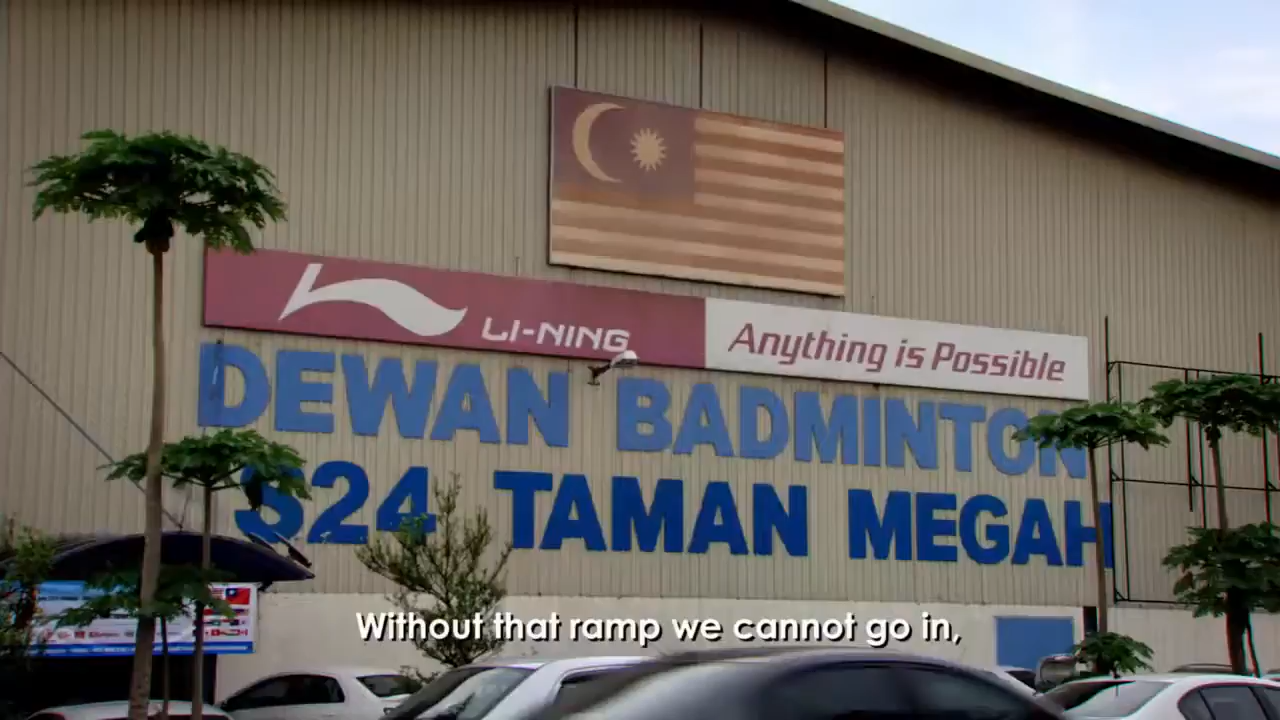 LI-NING
Anything is Possible
DEWAN BADMINTON
S24 TAMAN MEGAH
Without that ramp we cannot go in,